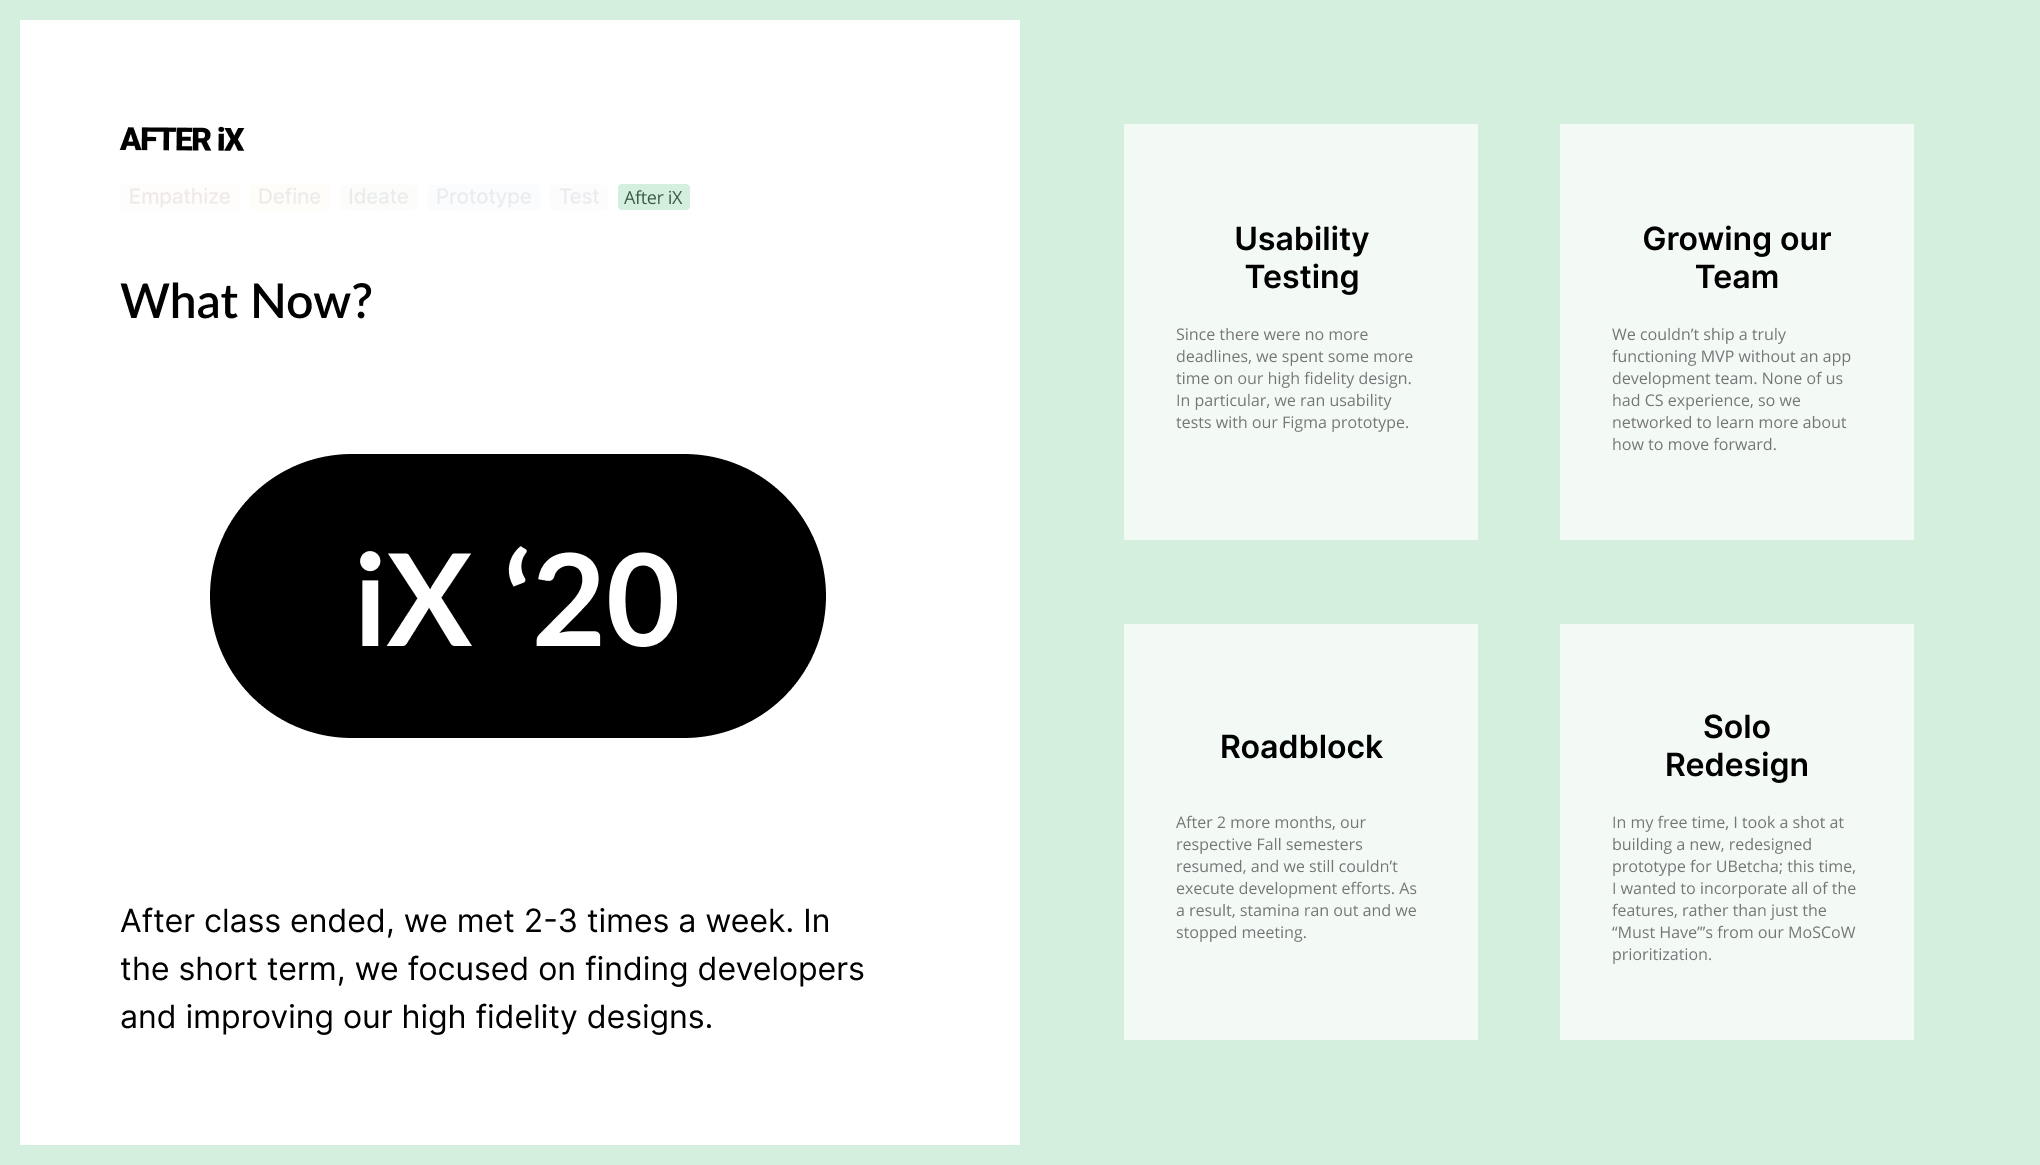 AFTER iX
Empathize Define Ideate Prototype Test After iX
What Now?
iX ‘20
After class ended, we met 2-3 times a week. In
the short term, we focused on finding developers
and improving our high fidelity designs.
Usability
Testing
Since there were no more
deadlines, we spent some more
time on our high fidelity design.
In particular, we ran usability
tests with our Figma prototype.
Growing our
Team
We couldn’t ship a truly
functioning MVP without an app
development team. None of us
had CS experience, so we
networked to learn more about
how to move forward.
Roadblock
After 2 more months, our
respective Fall semesters
resumed, and we still couldn’t
execute development efforts. As
a result, stamina ran out and we
stopped meeting.
Solo
Redesign
In my free time, I took a shot at
building a new, redesigned
prototype for UBetcha; this time,
I wanted to incorporate all of the
features, rather than just the
“Must Have”’s from our MoSCoW
prioritization.